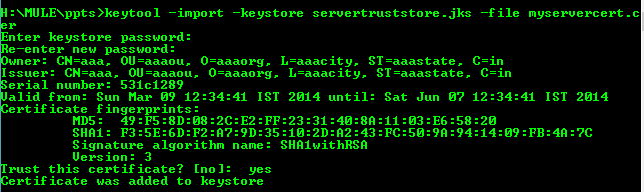 H:\MULE\ppts>keytool -import -keystore servertruststore.jks -file myservercert.c
er
Enter keystore password:
Re-enter new password:
Owner: CN=aaa, OU=aaaou, O=aaaorg, L=aaacity, ST=aaastate, C=in
Issuer: CN=aaa, OU=aaaou, O=aaaorg, L=aaacity, ST=aaastate, C=in
Serial number: 531c1289
Valid from: Sun Mar 09 12:34:41 IST 2014 until: Sat Jun 07 12:34:41 IST 2014
Certificate fingerprints:
MD5: 49:F5:8D:08:2C:E2:FF:23:31:40:8A:11:03:E6:58:20
SHA1: F3:5E:6D:F2:A7:9D:35:10:2D:A2:43:FC:50:9A:94:14:09:FB:4A:7C
Signature algorithm name: SHA1withRSA
Version: 3
Trust this certificate? [no]: yes
Certificate was added to keystore